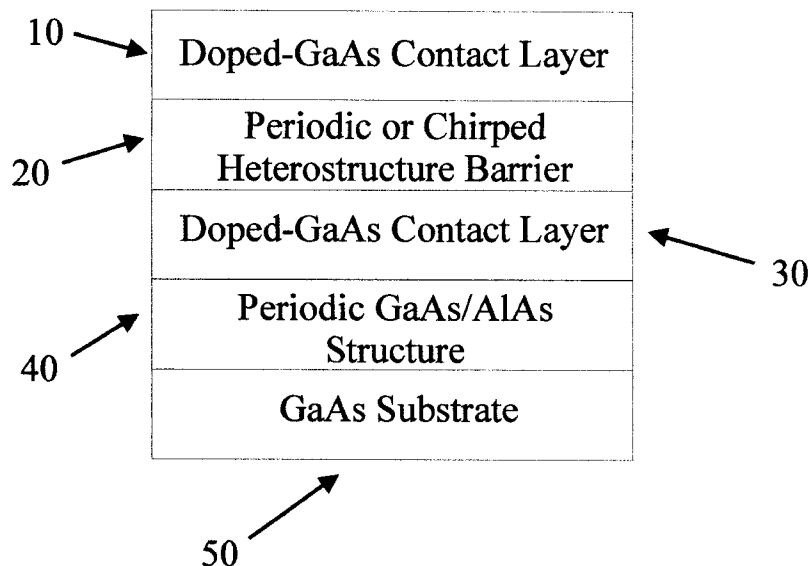 10
Doped-GaAs Contact Layer
20
Periodic or Chirped
Heterostructure Barrier
Doped-GaAs Contact Layer
30
40
Periodic GaAs/AlAs
Structure
GaAs Substrate
50